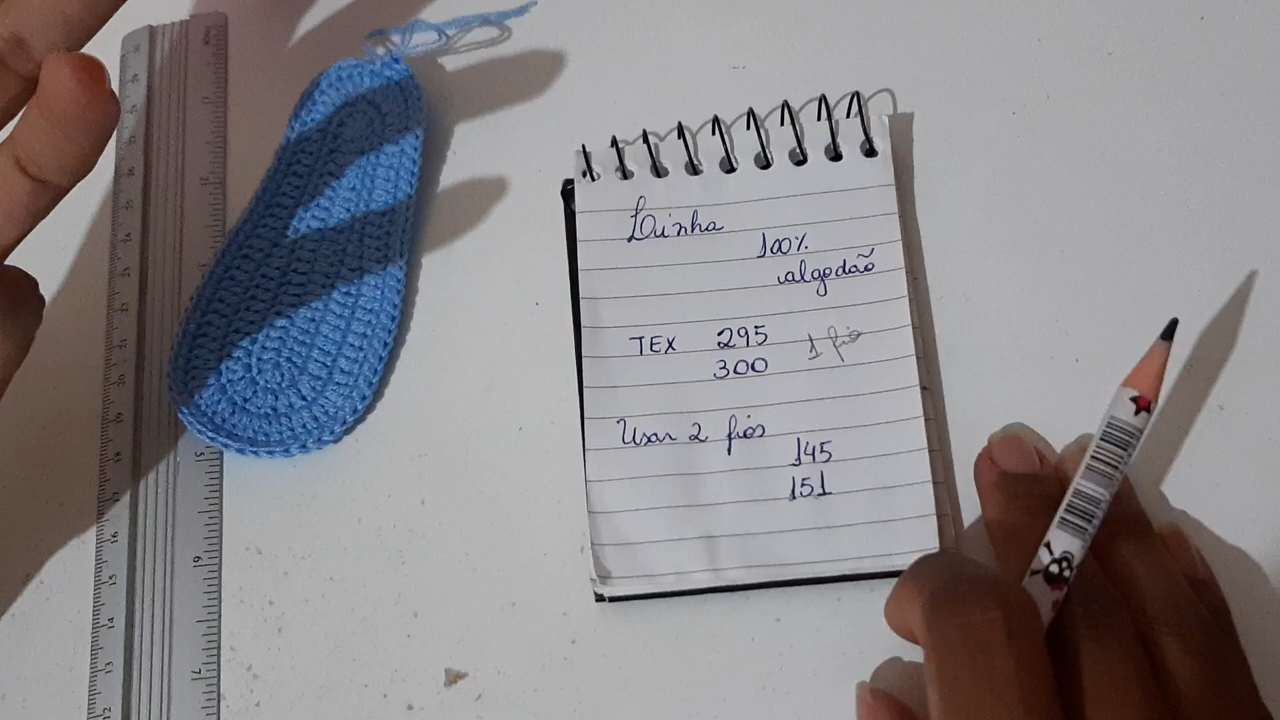 Linha
100%
algodão
TEX 295 1 fio
300
Usar 2 fios
145
151